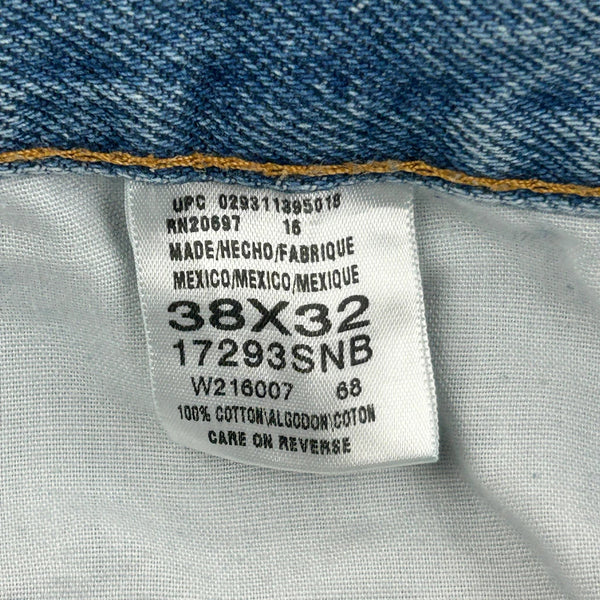 UPC 029311395018
RN20697 16
MADE/HECHO/FABRIQUE
MEXICO/MEXICO/MEXIQUE
38X32
17293SNB
W216007 68
100% COTTON\ALGODON\COTON
CARE ON REVERSE